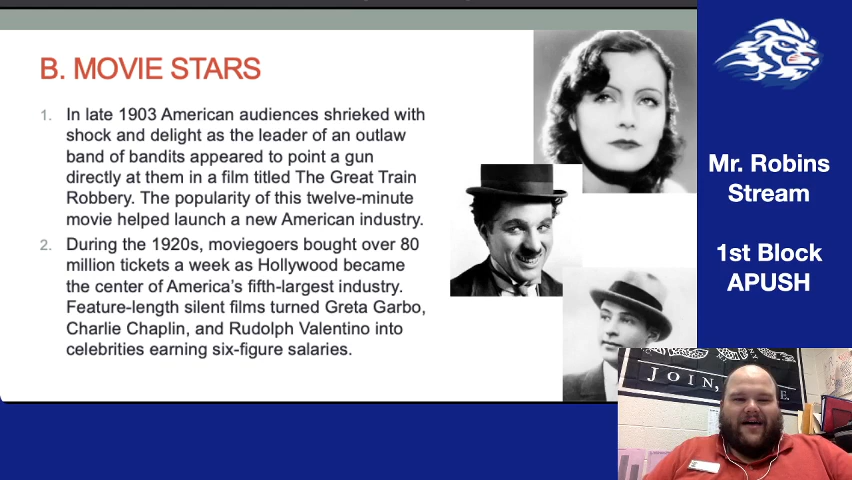 B. MOVIE STARS
1. In late 1903 American audiences shrieked with
shock and delight as the leader of an outlaw
band of bandits appeared to point a gun
directly at them in a film titled The Great Train
Robbery. The popularity of this twelve-minute
movie helped launch a new American industry.
2. During the 1920s, moviegoers bought over 80
million tickets a week as Hollywood became
the center of America's fifth-largest industry.
Feature-length silent films turned Greta Garbo,
Charlie Chaplin, and Rudolph Valentino into
celebrities earning six-figure salaries.
Mr. Robins
Stream
1st Block
APUSH
JOIN,